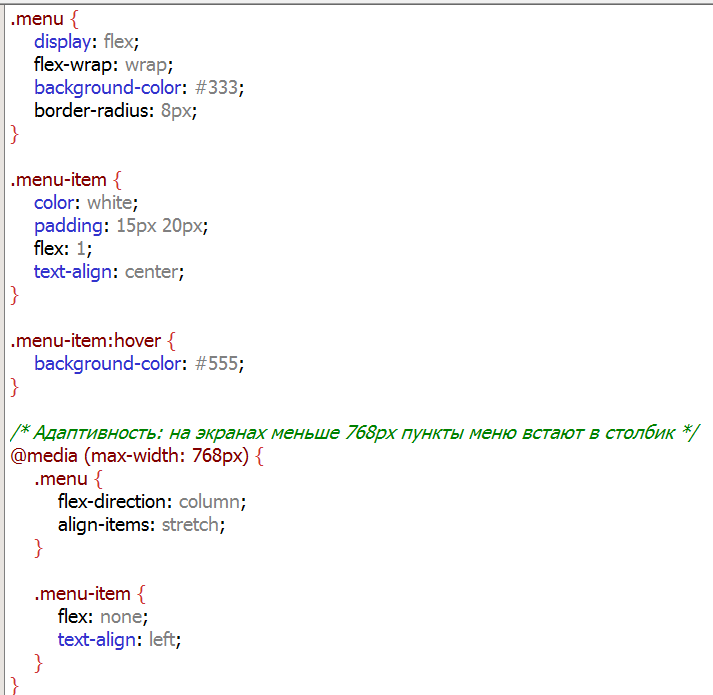 .menu {
display: flex;
flex-wrap: wrap;
background-color: #333;
border-radius: 8px;
}
.menu-item {
color: white;
padding: 15px 20px;
flex: 1;
text-align: center;
}
.menu-item:hover {
background-color: #555;
}
/* Адаптивность: на экранах меньше 768px пункты меню встают в столбик */
@media (max-width: 768px) {
.menu {
flex-direction: column;
align-items: stretch;
}
.menu-item {
flex: none;
text-align: left;
}
}